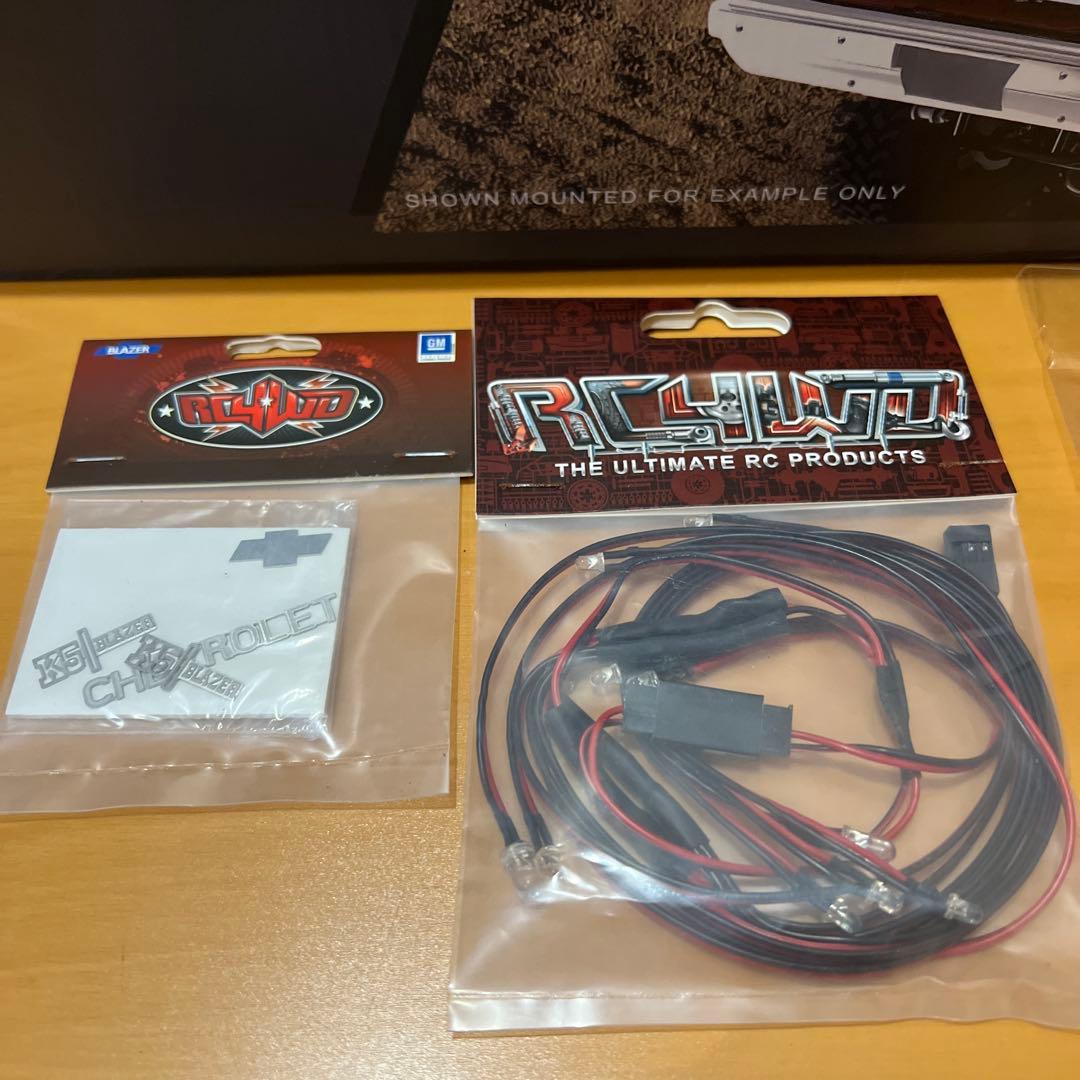 SHOWN MOUNTED FOR EXAMPLE ONLY
BLAZER
GM
RC4WD
RC4WD
THE ULTIMATE RC PRODUCTS
K5 BLAZER
CHEVROLET
K5 BLAZER